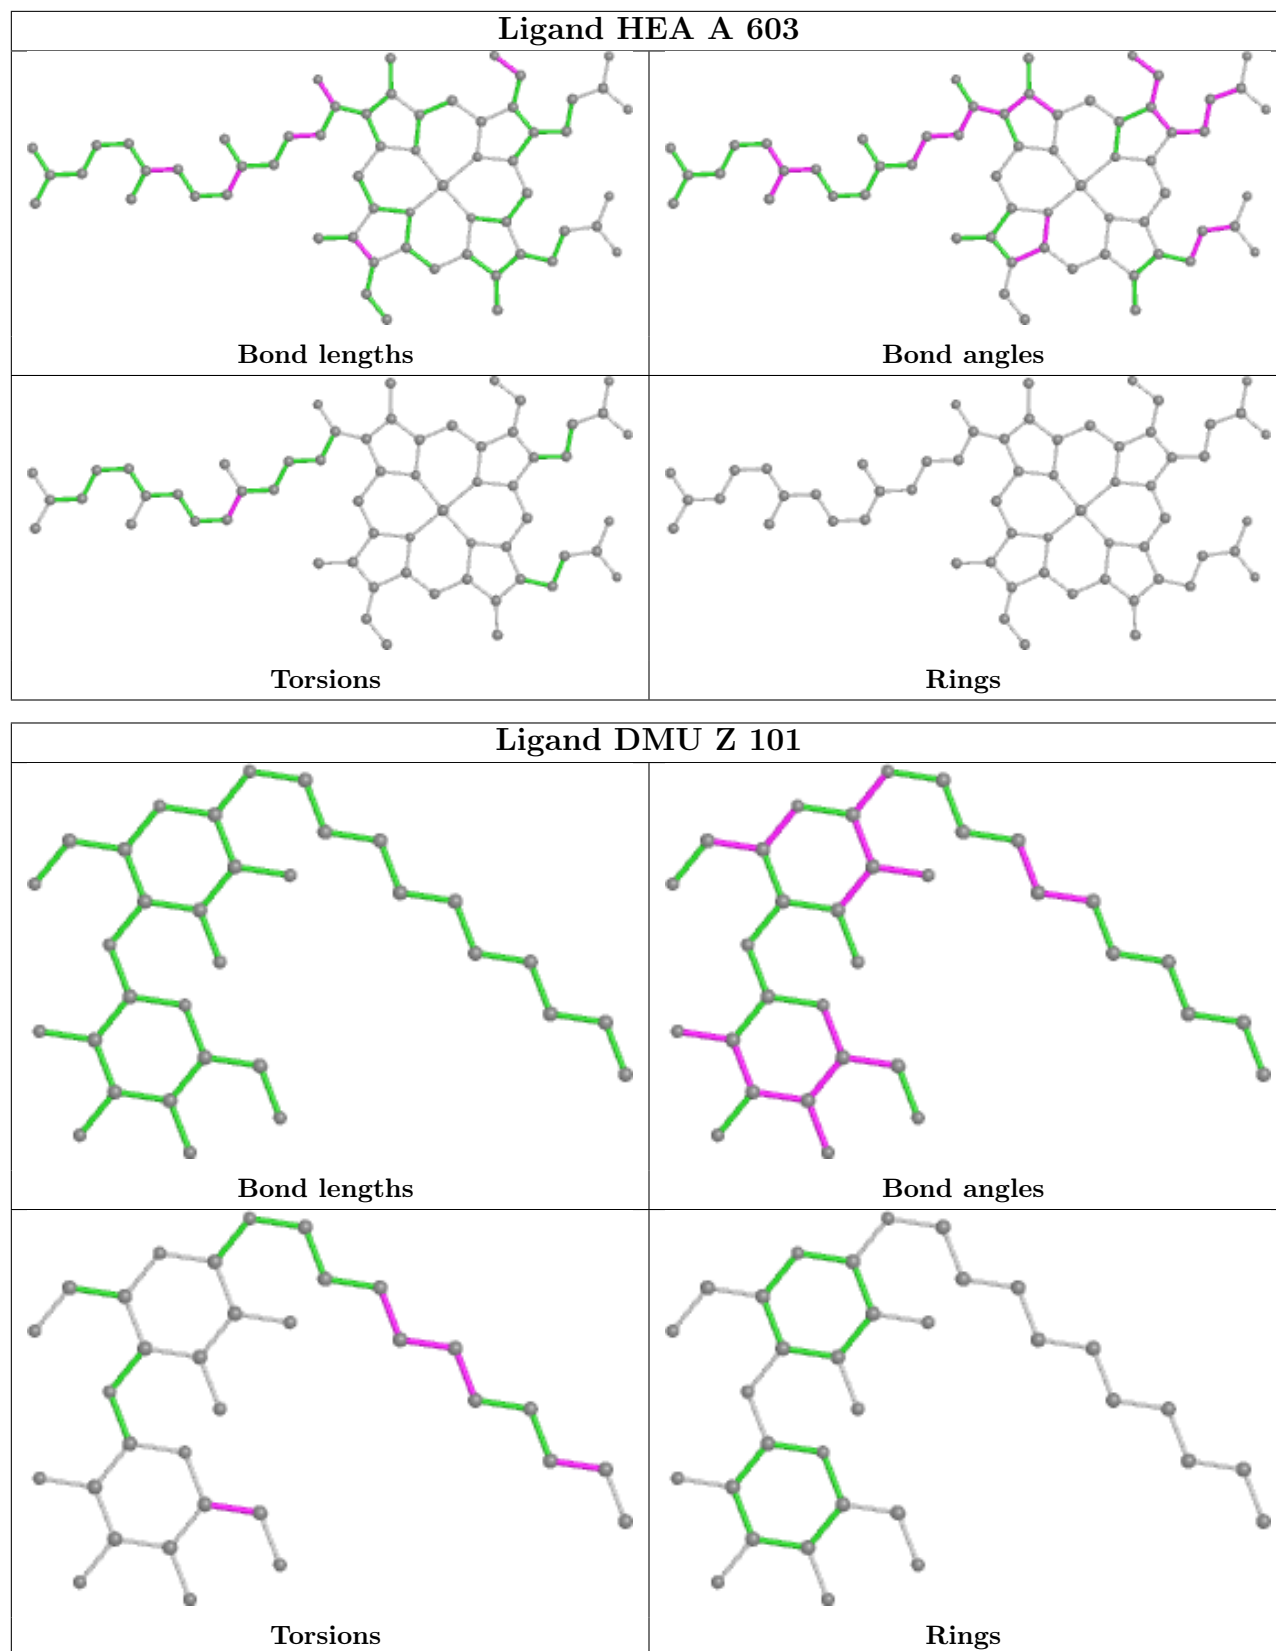 Ligand HEA A 603
Bond lengths
Bond angles
Torsions
Rings
Ligand DMU Z 101
Bond lengths
Bond angles
Torsions
Rings